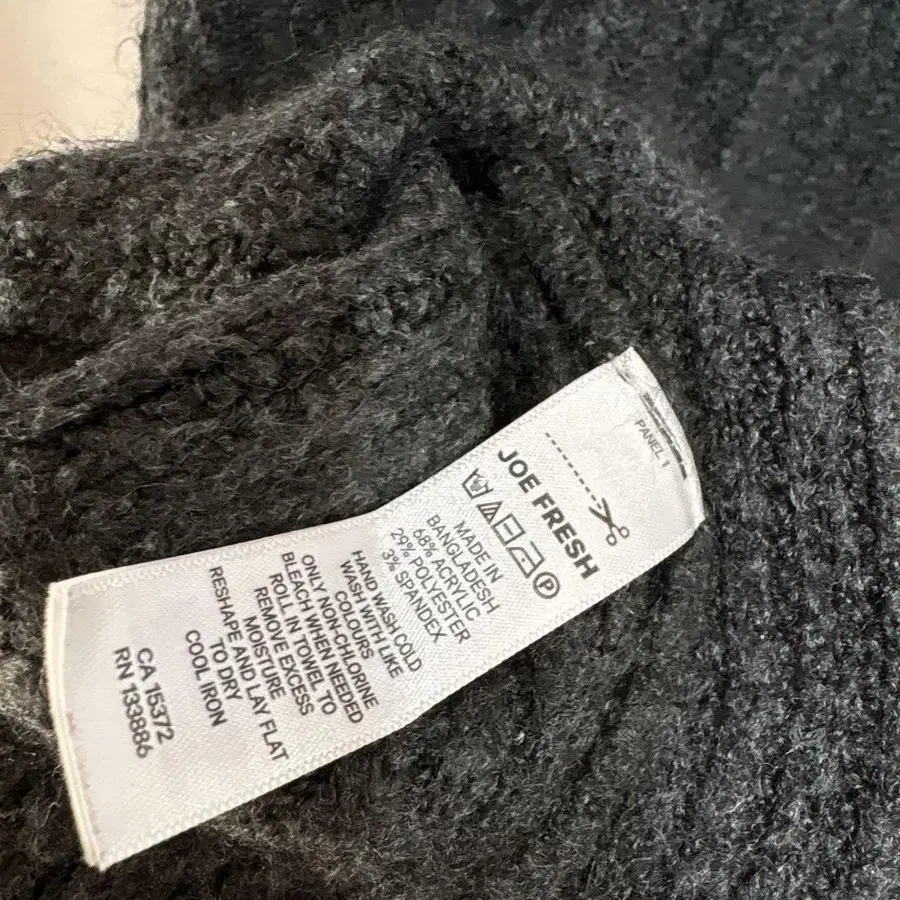 PANEL 1
JOE FRESH
P
MADE IN
BANGLADESH
68% ACRYLIC
29% POLYESTER
3% SPANDEX
HAND WASH COLD
WASH WITH LIKE
COLOURS
ONLY NON-CHLORINE
BLEACH WHEN NEEDED
ROLL IN TOWEL TO
REMOVE EXCESS
MOISTURE
RESHAPE AND LAY FLAT
TO DRY
COOL IRON
CA 15372
RN 133886